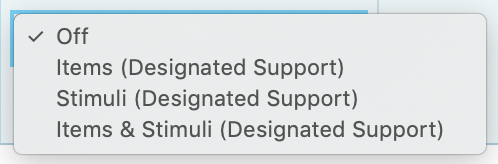 Off
Items (Designated Support)
Stimuli (Designated Support)
Items & Stimuli (Designated Support)